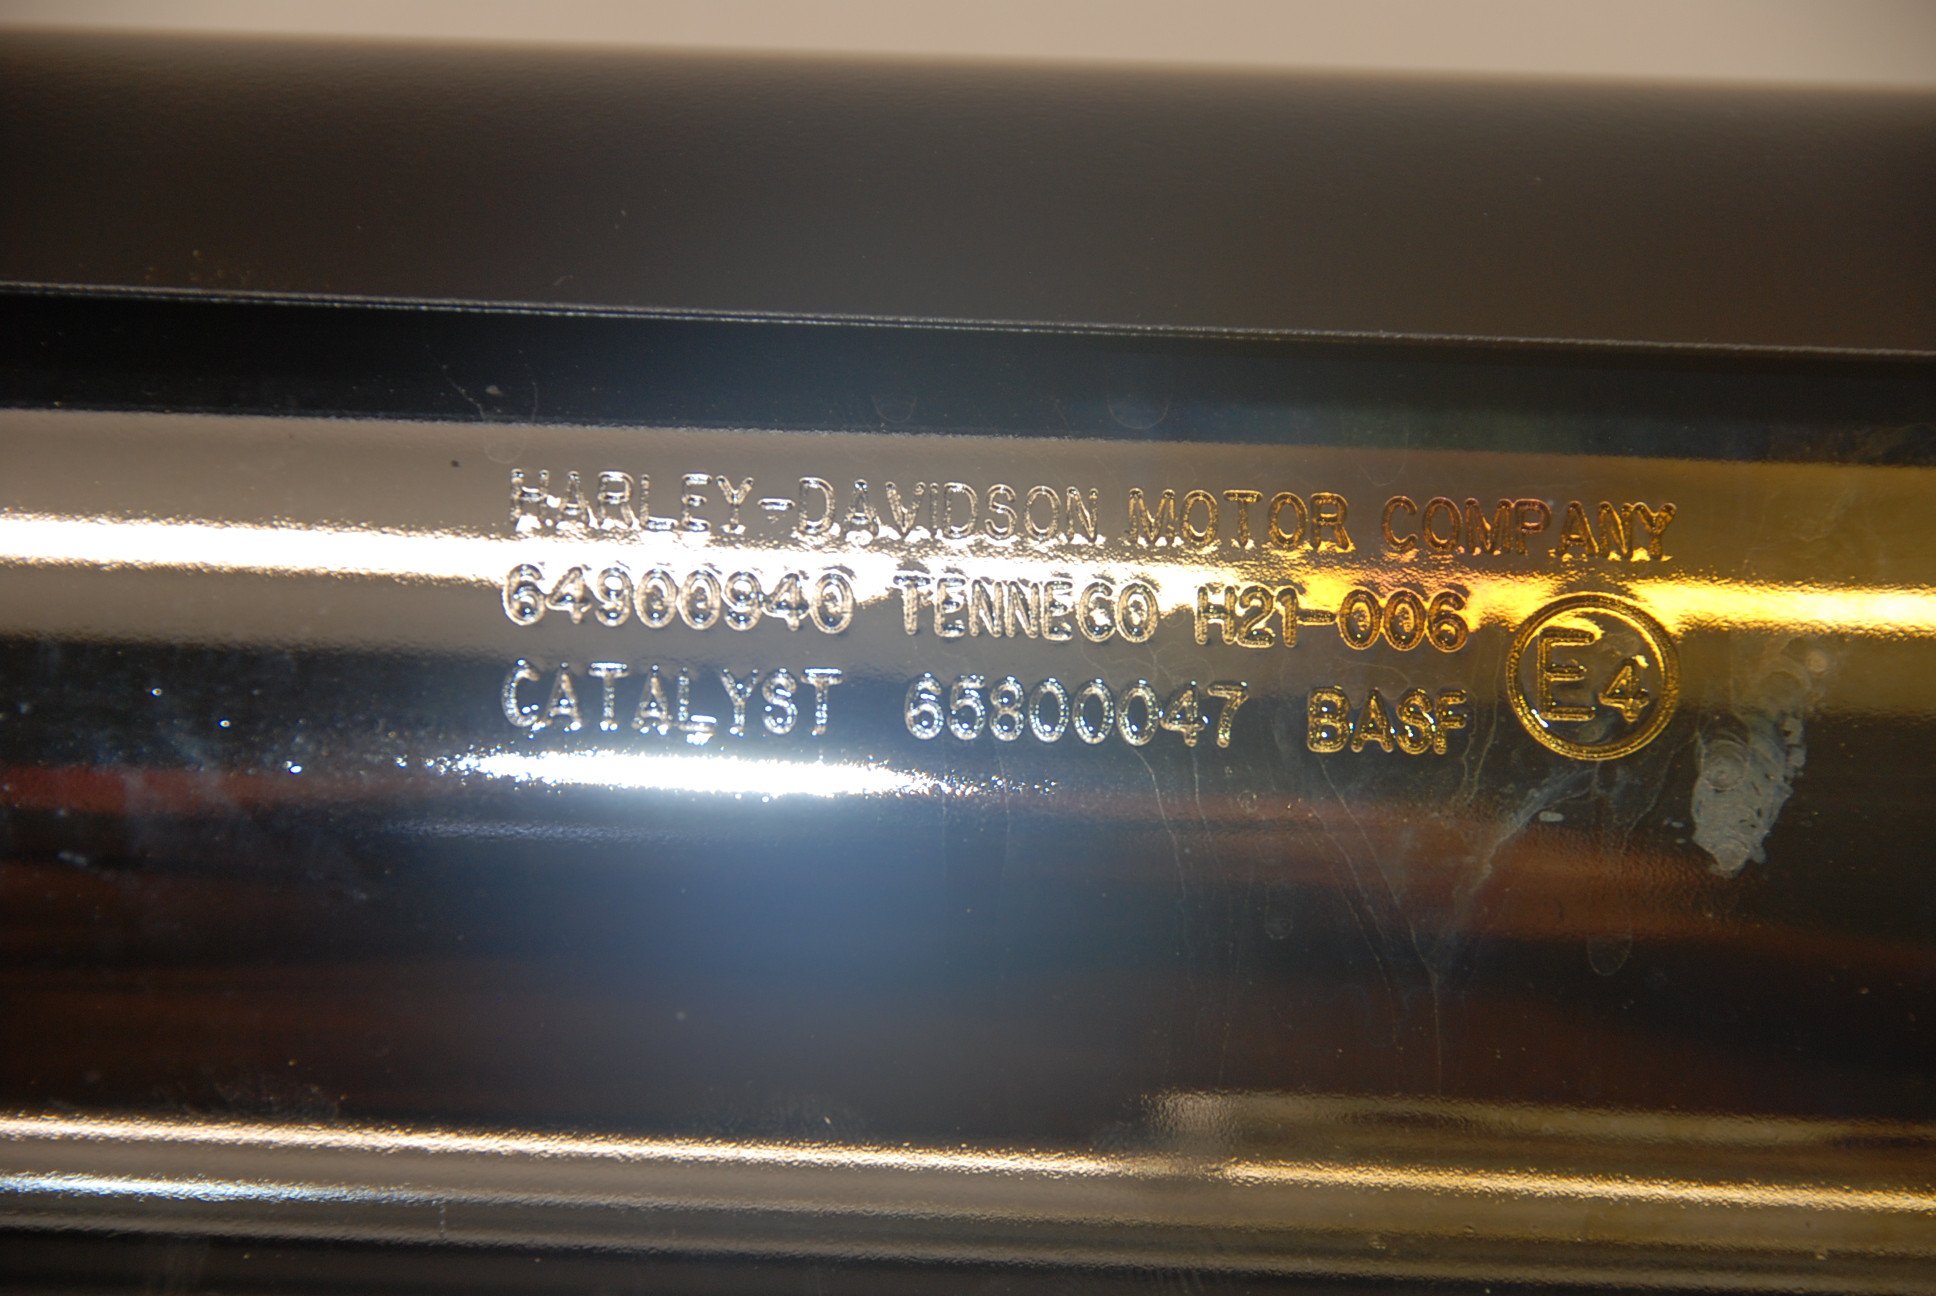 HARLEY-DAVIDSON MOTOR COMPANY
64900940 TENNECO H21-006
CATALYST 65800047 BASF
E4